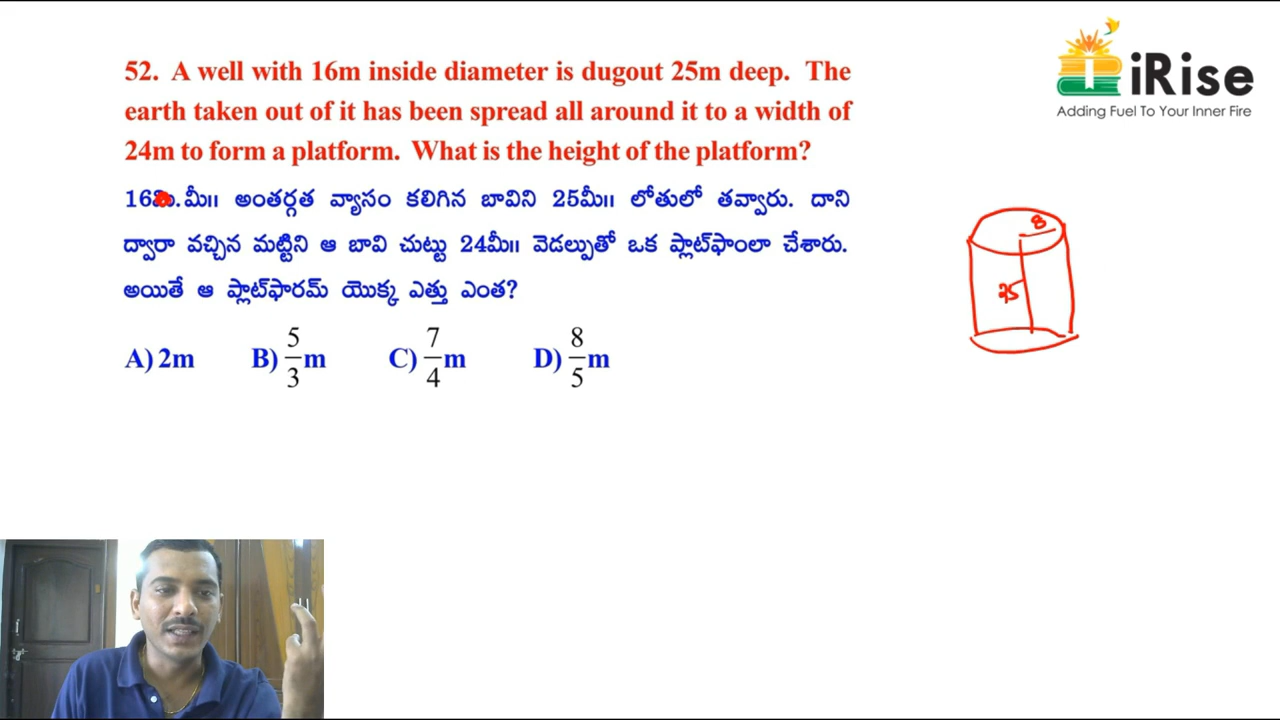 iRise
Adding Fuel To Your Inner Fire
52. A well with 16m inside diameter is dugout 25m deep. The
earth taken out of it has been spread all around it to a width of
24m to form a platform. What is the height of the platform?
16 మీ॥ అంతర్గత వ్యాసం కలిగిన బావిని 25మీ॥ లోతులో తవ్వారు. దాని
ద్వారా వచ్చిన మట్టిని ఆ బావి చుట్టు 24మీ॥ వెడల్పుతో ఒక ప్లాట్‌ఫాంలా చేశారు.
అయితే ఆ ప్లాట్‌ఫారమ్ యొక్క ఎత్తు ఎంత?
A) 2m B) 5/3 m C) 7/4 m D) 8/5 m
8
25